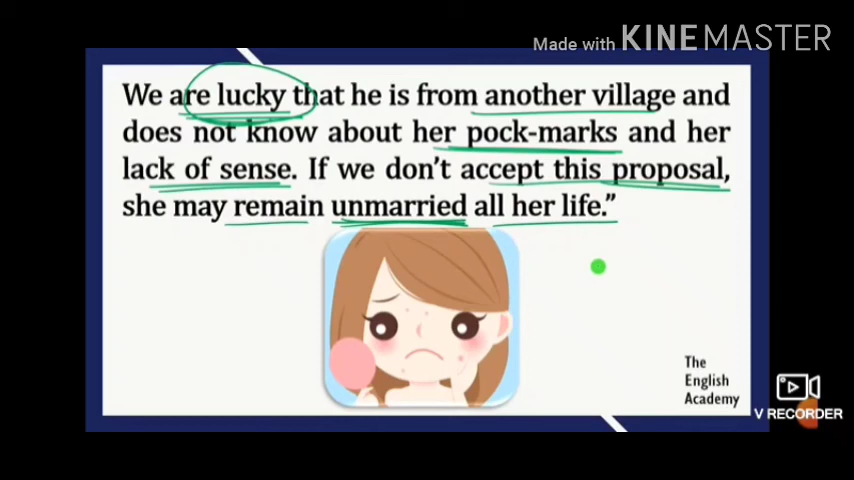 Made with KINEMASTER
We are lucky that he is from another village and
does not know about her pock-marks and her
lack of sense. If we don't accept this proposal,
she may remain unmarried all her life.”
The
English
Academy
V RECORDER